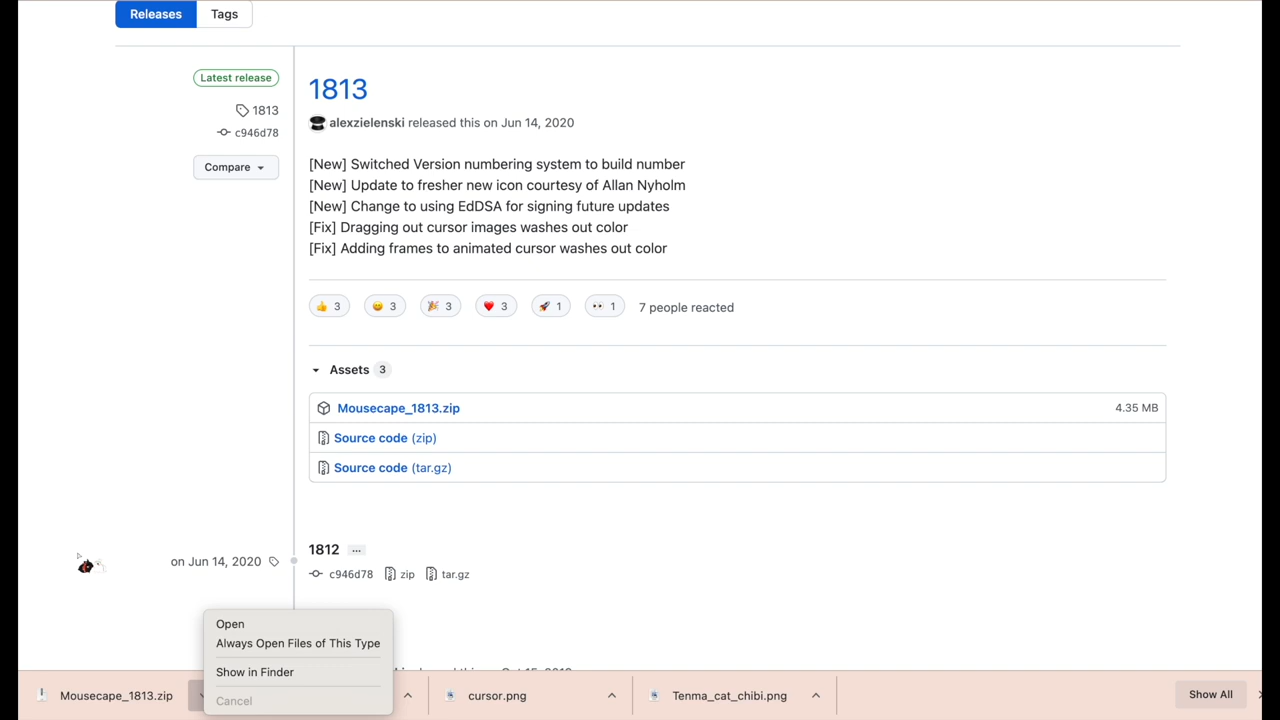 Releases
Tags
Latest release
1813
c946d78
Compare
1813
alexzielenski released this on Jun 14, 2020
[New] Switched Version numbering system to build number
[New] Update to fresher new icon courtesy of Allan Nyholm
[New] Change to using EdDSA for signing future updates
[Fix] Dragging out cursor images washes out color
[Fix] Adding frames to animated cursor washes out color
3
3
3
3
1
1
7 people reacted
Assets 3
Mousecape_1813.zip
4.35 MB
Source code (zip)
Source code (tar.gz)
on Jun 14, 2020
1812 ...
c946d78 zip tar.gz
Open
Always Open Files of This Type
Show in Finder
Cancel
Mousecape_1813.zip
cursor.png
Tenma_cat_chibi.png
Show All